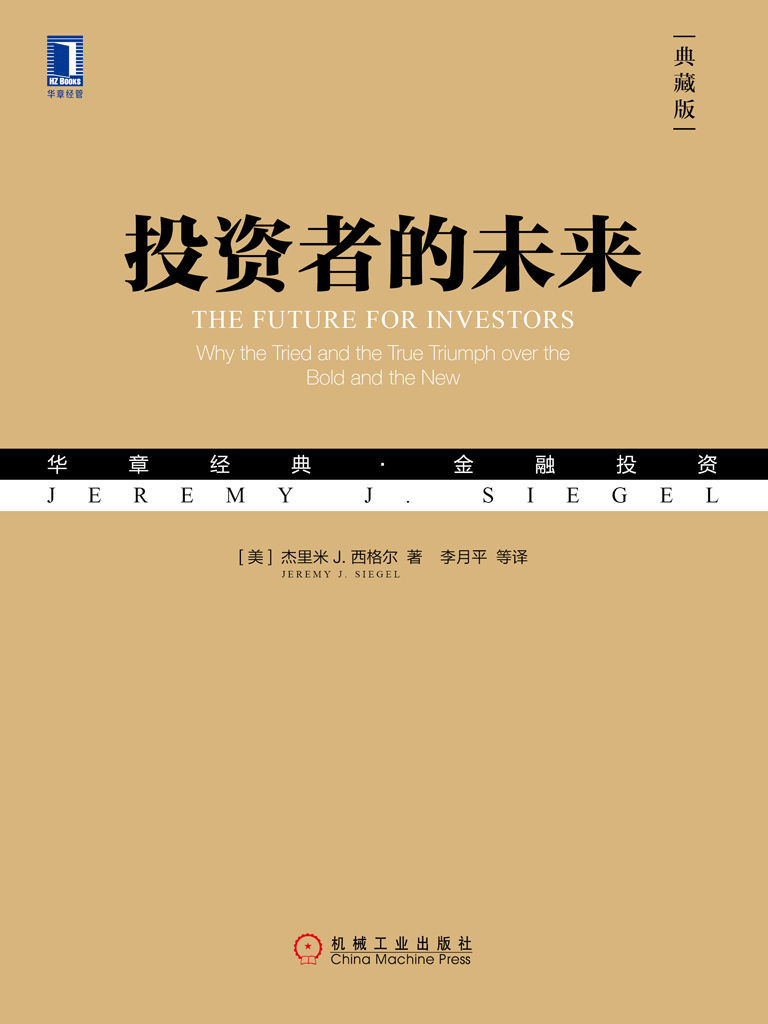 HZ BOOKS
华章经管
典藏版
投资者的未来
THE FUTURE FOR INVESTORS
Why the Tried and the True Triumph over the
Bold and the New
华章经典·金融投资
JEREMY J. SIEGEL
[美] 杰里米 J. 西格尔 著 李月平 等译
JEREMY J. SIEGEL
机械工业出版社
China Machine Press